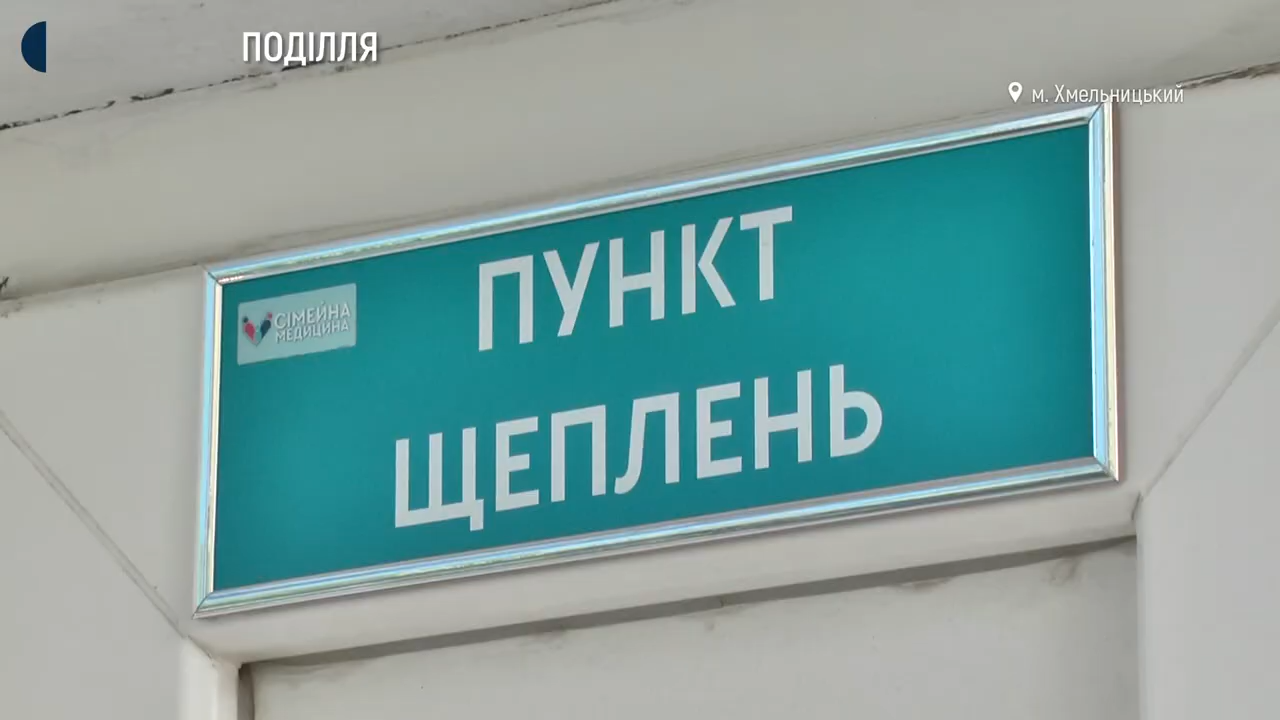 ПОДІЛЛЯ
м. Хмельницький
ПУНКТ
СІМЕЙНА
МЕДИЦИНА
ЩЕПЛЕНЬ